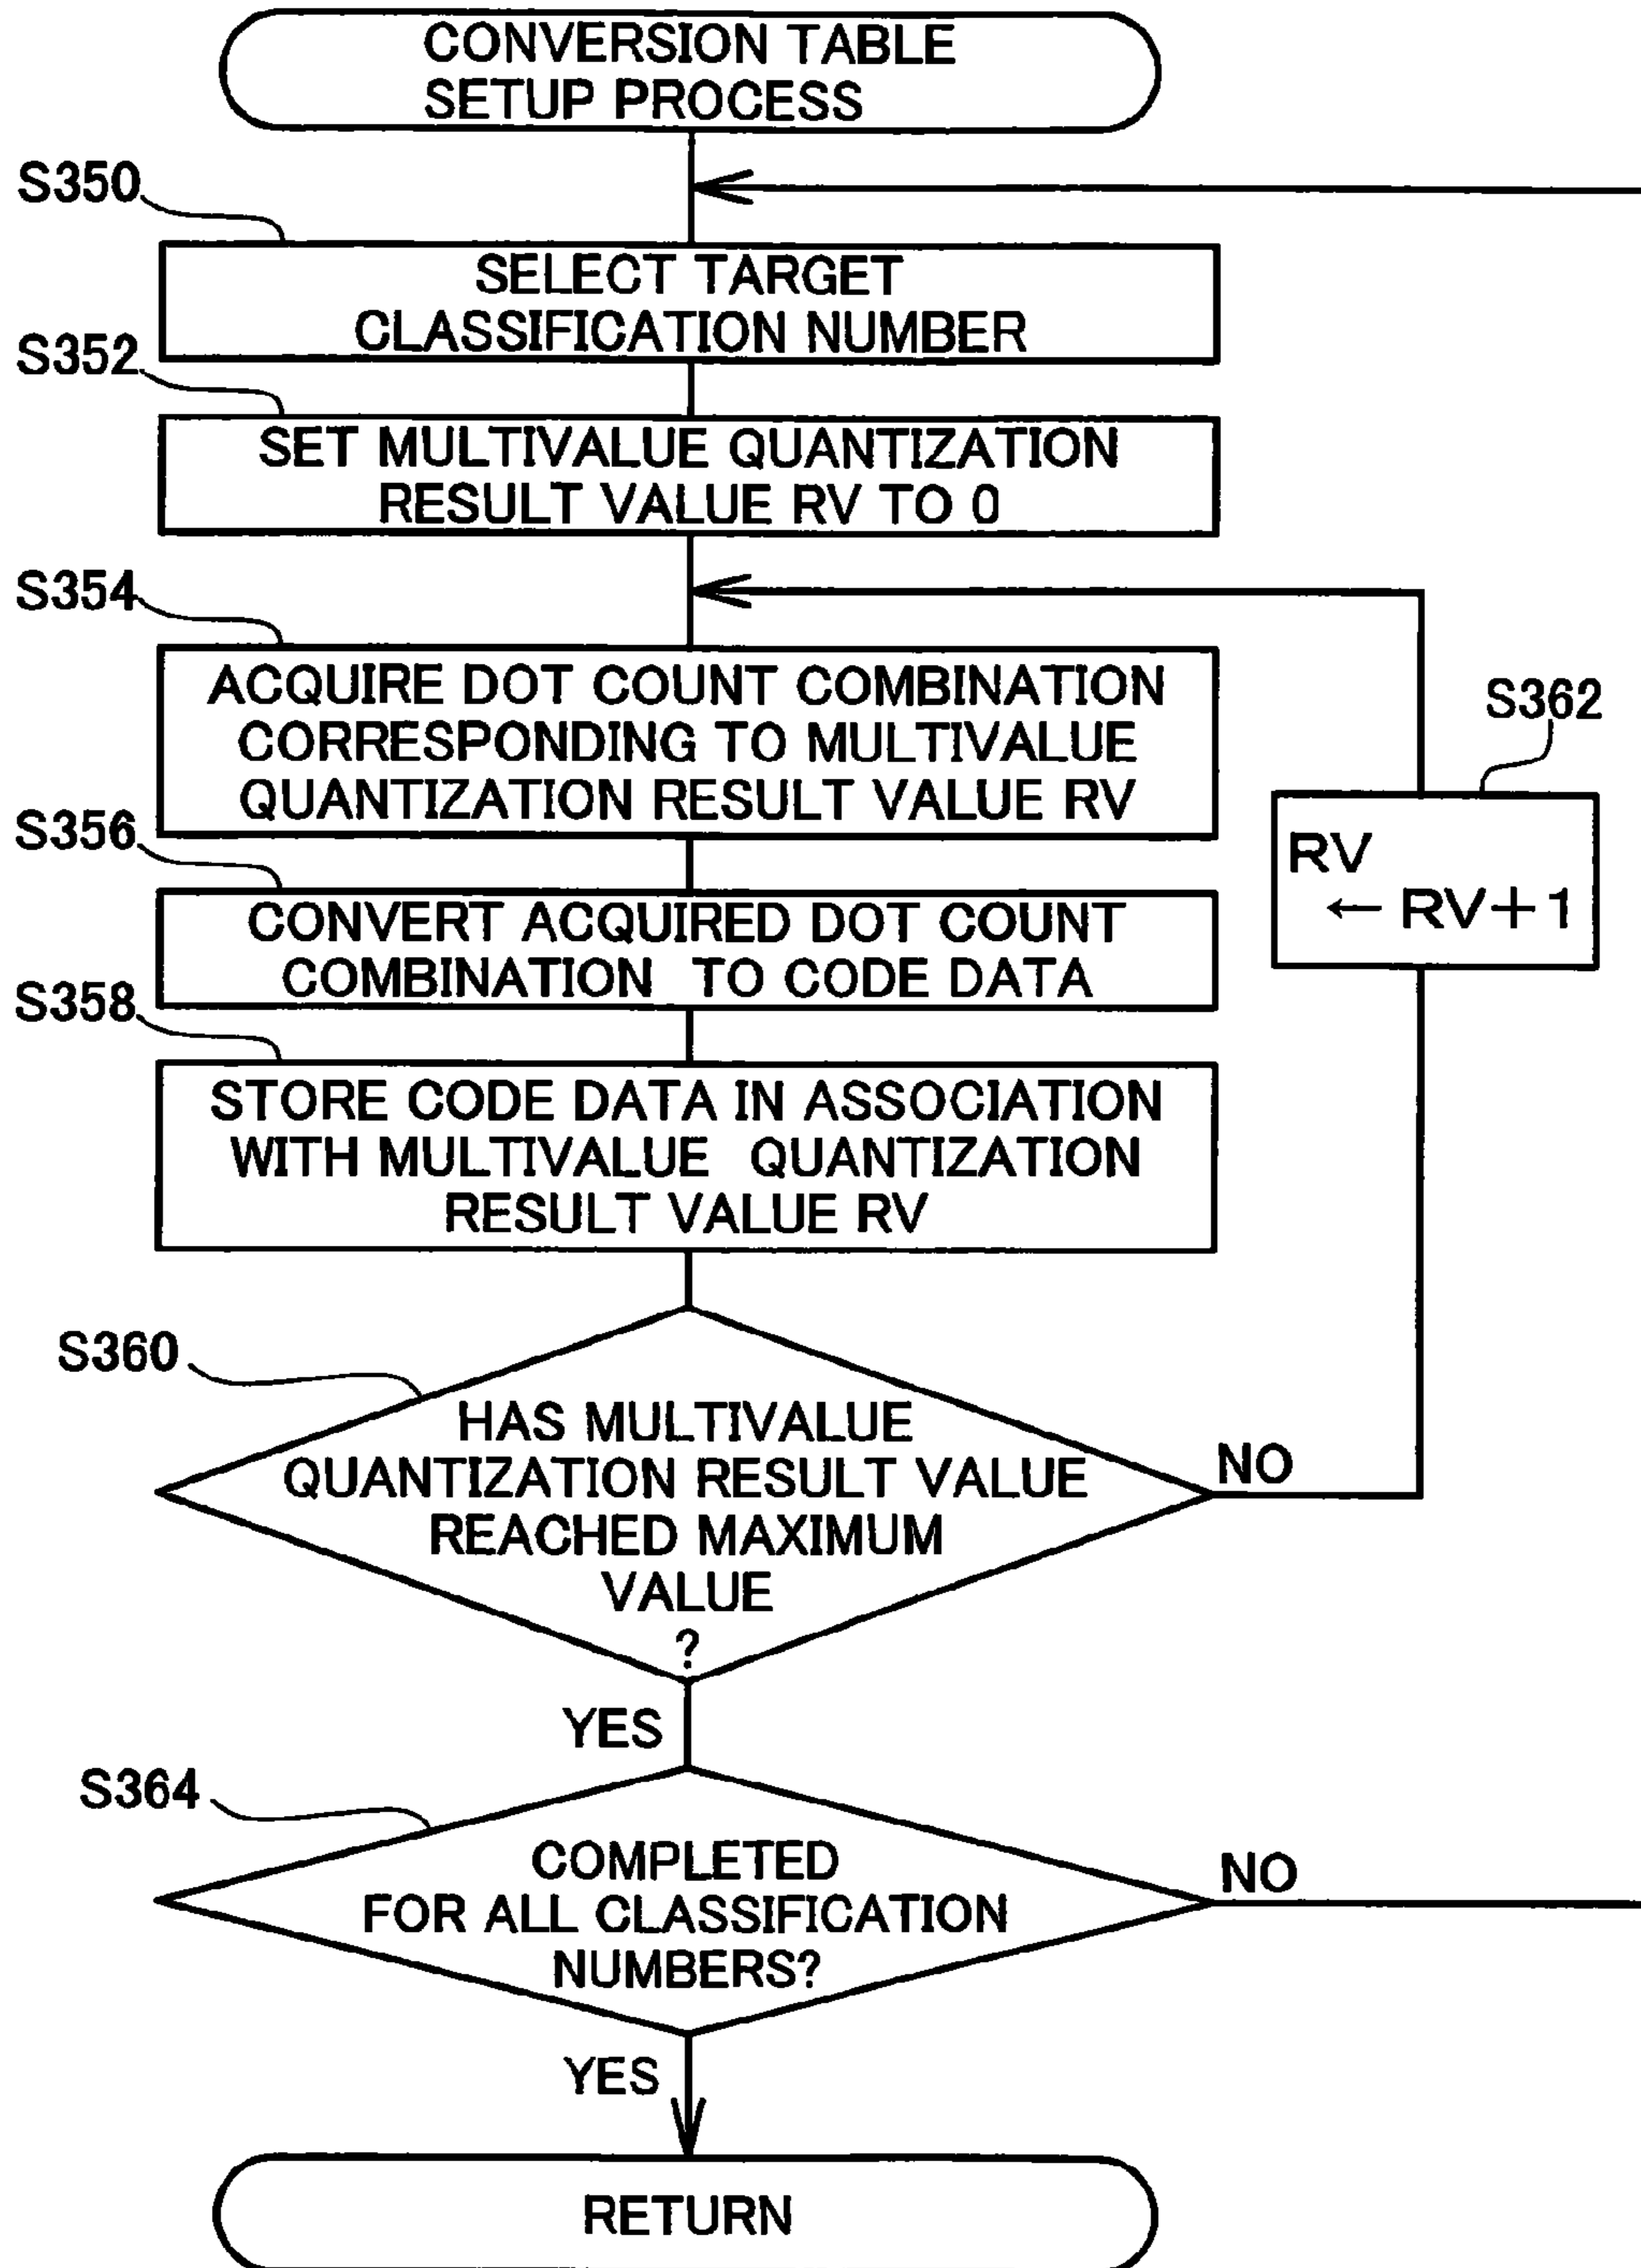 CONVERSION TABLE
SETUP PROCESS
S350
SELECT TARGET
CLASSIFICATION NUMBER
S352
SET MULTIVALUE QUANTIZATION
RESULT VALUE RV TO 0
S354
ACQUIRE DOT COUNT COMBINATION
CORRESPONDING TO MULTIVALUE
QUANTIZATION RESULT VALUE RV
S362
RV
← RV+1
S356
CONVERT ACQUIRED DOT COUNT
COMBINATION TO CODE DATA
S358
STORE CODE DATA IN ASSOCIATION
WITH MULTIVALUE QUANTIZATION
RESULT VALUE RV
S360
HAS MULTIVALUE
QUANTIZATION RESULT VALUE
REACHED MAXIMUM
VALUE
?
NO
YES
S364
COMPLETED
FOR ALL CLASSIFICATION
NUMBERS?
NO
YES
RETURN